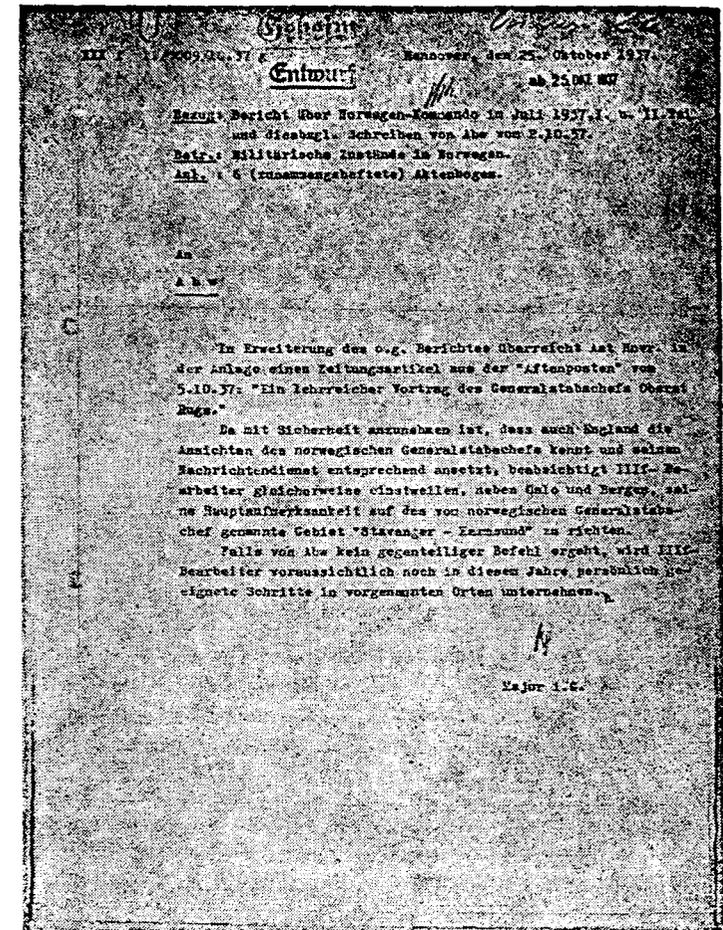 Geheim
III f /2009/10.37 g Hannover, den 25. Oktober 1937.
Entwurf ab 25 OKT 1937
Bezug: Bericht über Norwegen-Kommando im Juli 1937, I. u. II. Teil
und diesbzgl. Schreiben von Abw vom 2.10.37.
Betr.: Militärische Zustände in Norwegen.
Anl. : 6 (zusammengeheftete) Aktenbogen.
An
A b w
In Erweiterung des o.g. Berichtes überreicht Ast Novr. in
der Anlage einen Zeitungsartikel aus der "Aftenposten" vom
5.10.37: "Ein lehrreicher Vortrag des Generalstabschefs Oberst
Ruge."
Da mit Sicherheit anzunehmen ist, dass auch England die
Ansichten des norwegischen Generalstabschefs kennt und seinen
Nachrichtendienst entsprechend ansetzt, beabsichtigt IIIf- Be-
arbeiter gleicherweise einstweilen, neben Oslo und Bergen, sei-
ne Hauptaufmerksamkeit auf das vom norwegischen Generalstabs-
chef genannte Gebiet "Stavanger - Karmsund" zu richten.
Falls von Abw kein gegenteiliger Befehl ergeht, wird IIIf-
Bearbeiter voraussichtlich noch in diesem Jahre persönlich ge-
eignete Schritte in vorgenannten Orten unternehmen.
Major i.G.